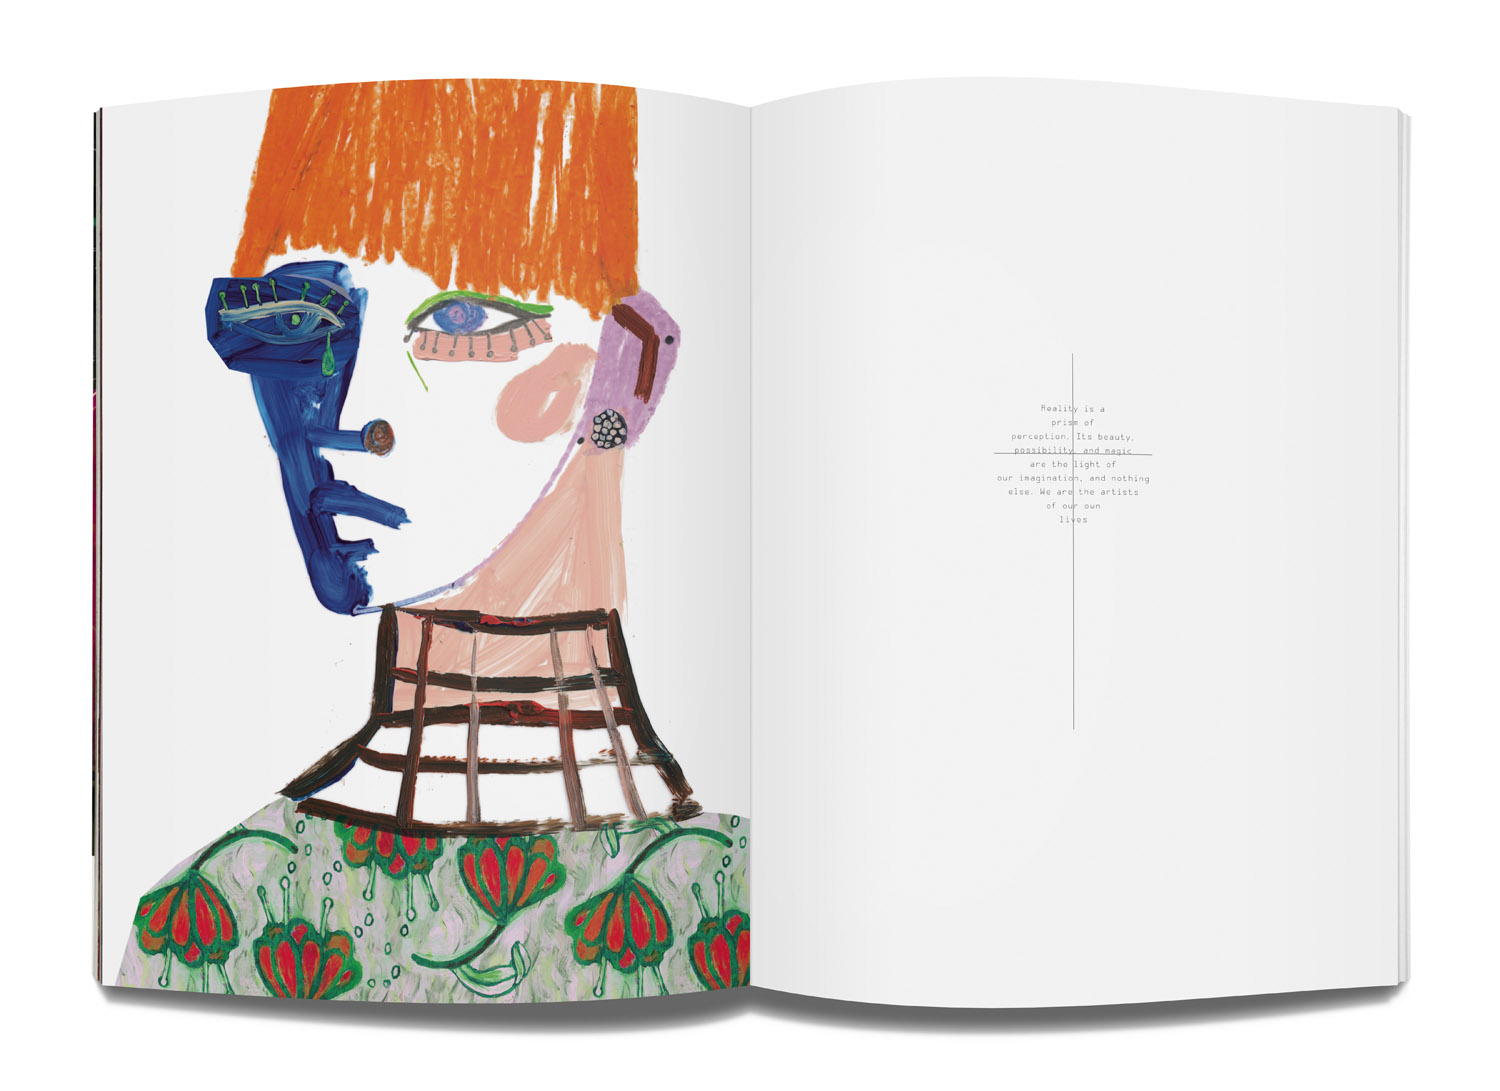 Reality is a
prism of
perception. Its beauty,
possibility, and magic
are the light of
our imagination, and nothing
else. We are the artists
of our own
lives